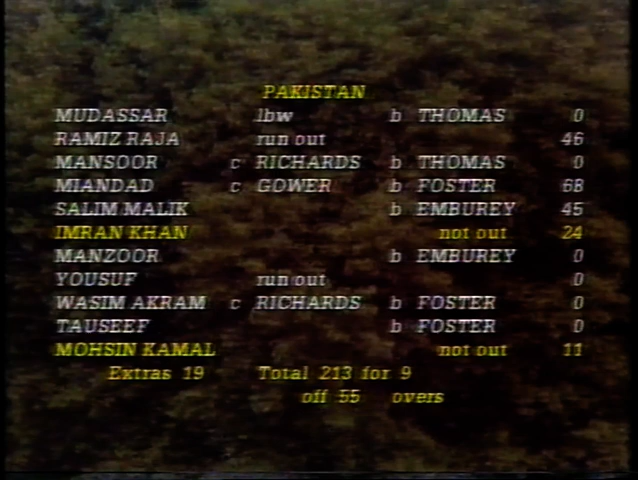 PAKISTAN
MUDASSAR lbw b THOMAS 0
RAMIZ RAJA run out 46
MANSOOR c RICHARDS b THOMAS 0
MIANDAD c GOWER b FOSTER 68
SALIM MALIK b EMBUREY 45
IMRAN KHAN not out 24
MANZOOR b EMBUREY 0
YOUSUF run out 0
WASIM AKRAM c RICHARDS b FOSTER 0
TAUSEEF b FOSTER 0
MOHSIN KAMAL not out 11
Extras 19 Total 213 for 9
off 55 overs